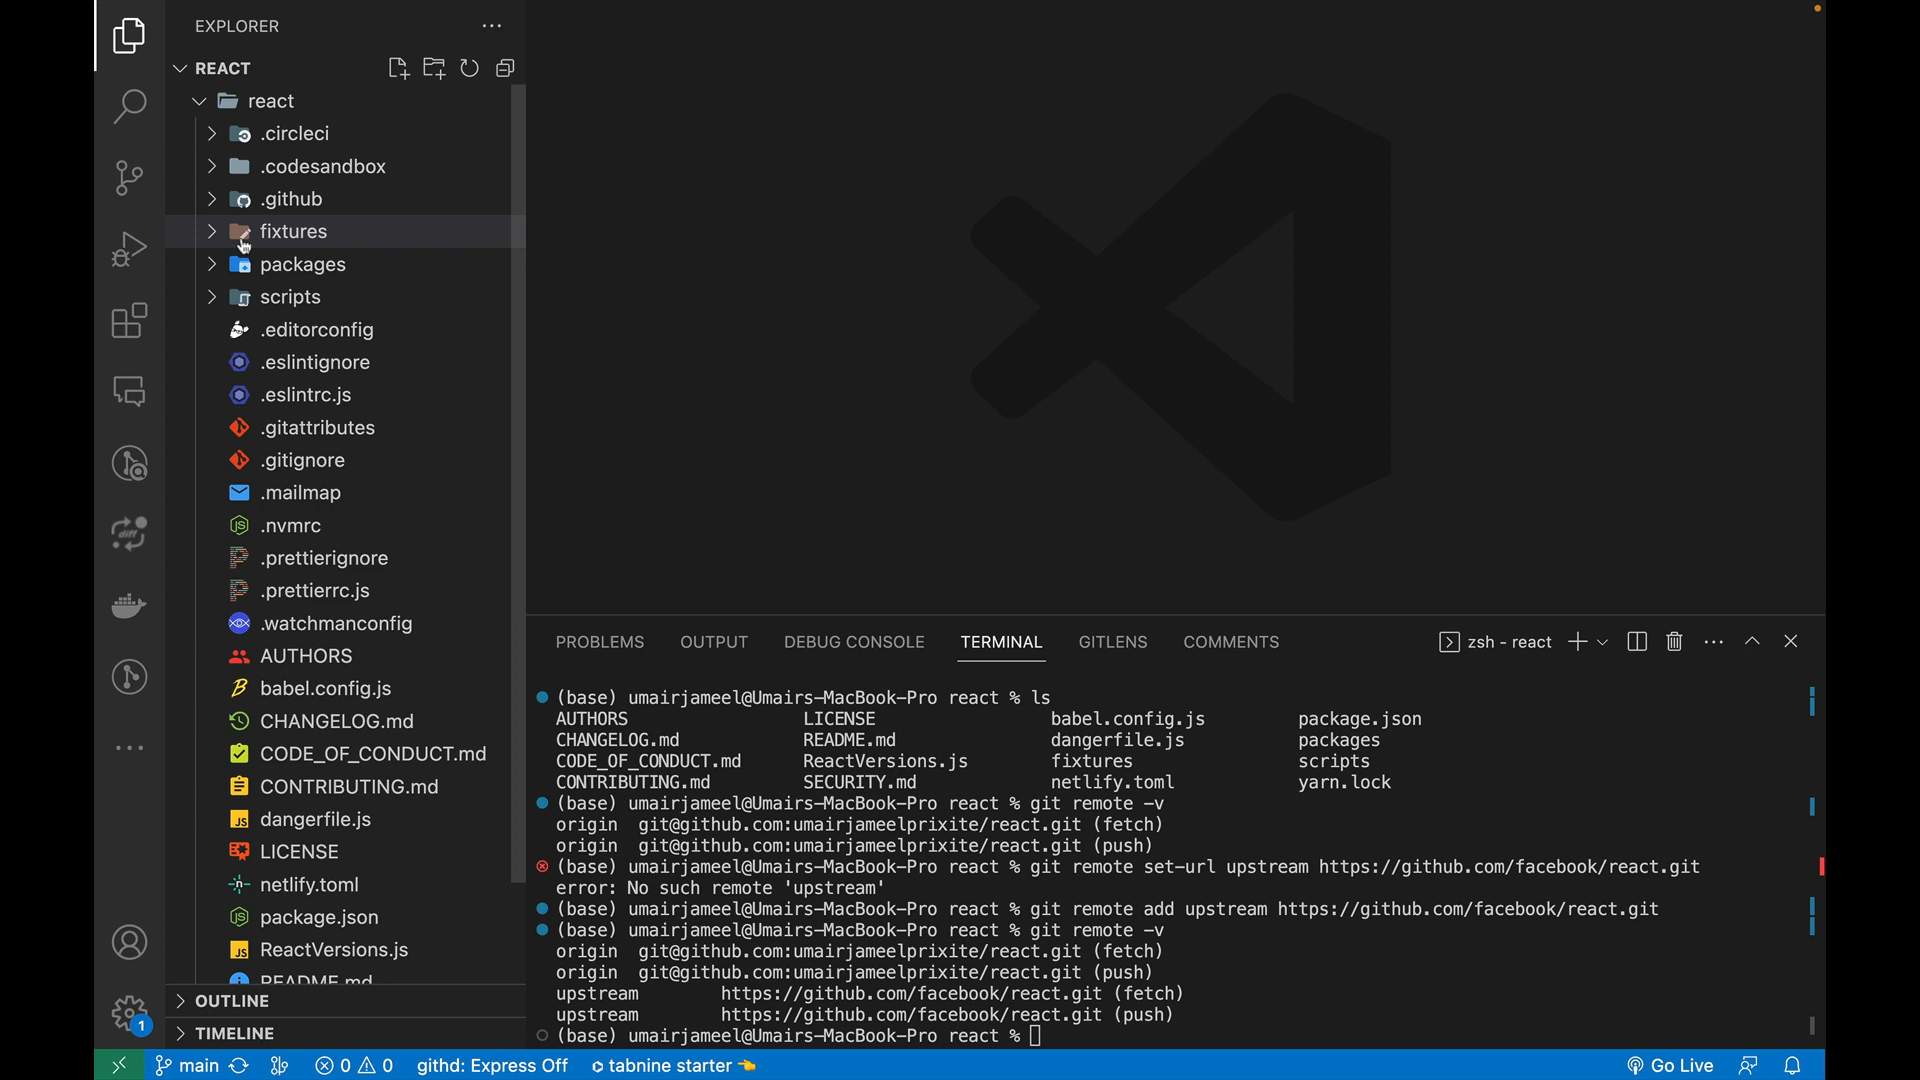 EXPLORER
REACT
react
.circleci
.codesandbox
.github
fixtures
packages
scripts
.editorconfig
.eslintignore
.eslintrc.js
.gitattributes
.gitignore
.mailmap
.nvmrc
.prettierignore
.prettierrc.js
.watchmanconfig
AUTHORS
babel.config.js
CHANGELOG.md
CODE_OF_CONDUCT.md
CONTRIBUTING.md
dangerfile.js
LICENSE
netlify.toml
package.json
ReactVersions.js
README.md
OUTLINE
TIMELINE
PROBLEMS OUTPUT DEBUG CONSOLE TERMINAL GITLENS COMMENTS zsh - react
(base) umairjameel@Umairs-MacBook-Pro react % ls
AUTHORS LICENSE babel.config.js package.json
CHANGELOG.md README.md dangerfile.js packages
CODE_OF_CONDUCT.md ReactVersions.js fixtures scripts
CONTRIBUTING.md SECURITY.md netlify.toml yarn.lock
(base) umairjameel@Umairs-MacBook-Pro react % git remote -v
origin git@github.com:umairjameelprixite/react.git (fetch)
origin git@github.com:umairjameelprixite/react.git (push)
(base) umairjameel@Umairs-MacBook-Pro react % git remote set-url upstream https://github.com/facebook/react.git
error: No such remote 'upstream'
(base) umairjameel@Umairs-MacBook-Pro react % git remote add upstream https://github.com/facebook/react.git
(base) umairjameel@Umairs-MacBook-Pro react % git remote -v
origin git@github.com:umairjameelprixite/react.git (fetch)
origin git@github.com:umairjameelprixite/react.git (push)
upstream https://github.com/facebook/react.git (fetch)
upstream https://github.com/facebook/react.git (push)
(base) umairjameel@Umairs-MacBook-Pro react %
1
main 0 0 githd: Express Off tabnine starter Go Live